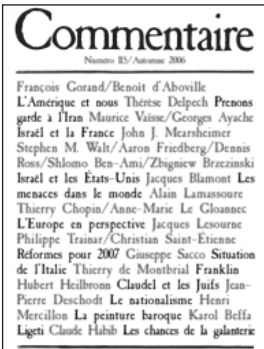 Commentaire
Numéro 115/Automne 2006
François Gorand/Benoît d'Aboville
L'Amérique et nous Thérèse Delpech Prenons
garde à l'Iran Maurice Vaïsse/Georges Ayache
Israël et la France John J. Mearsheimer
Stephen M. Walt/Aaron Friedberg/Dennis
Ross/Shlomo Ben-Ami/Zbigniew Brzezinski
Israël et les États-Unis Jacques Blamont Les
menaces dans le monde Alain Lamassoure
Thierry Chopin/Anne-Marie Le Gloannec
L'Europe en perspective Jacques Lesourne
Philippe Trainar/Christian Saint-Étienne
Réformes pour 2007 Giuseppe Sacco Situation
de l'Italie Thierry de Montbrial Franklin
Hubert Heilbronn Claudel et les Juifs Jean-
Pierre Deschodt Le nationalisme Henri
Mercillon La peinture baroque Karol Beffa
Ligeti Claude Habib Les chances de la galanterie